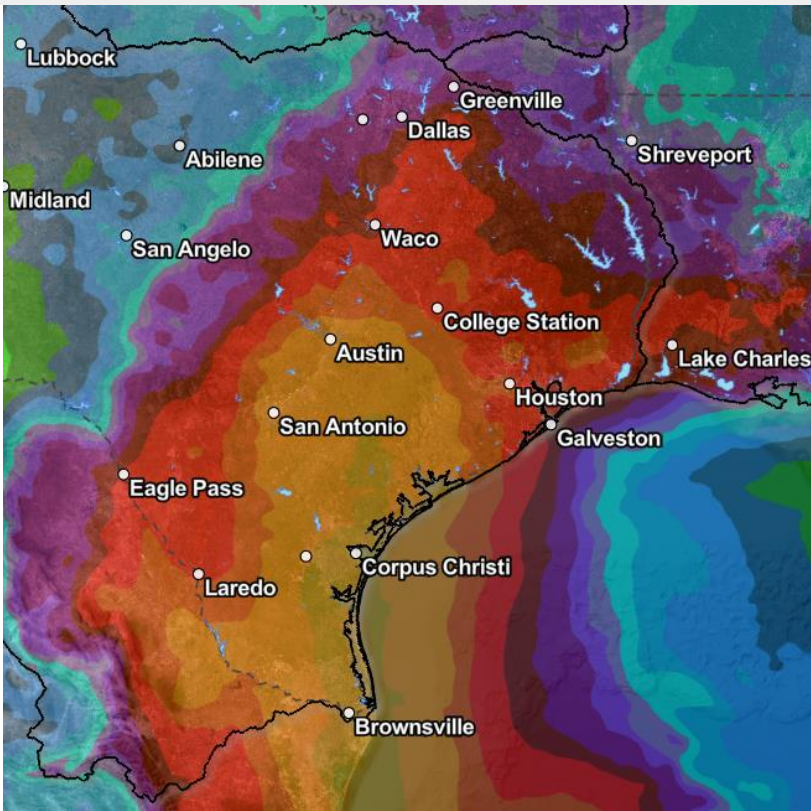 Lubbock
Greenville
Dallas
Shreveport
Abilene
Midland
Waco
San Angelo
College Station
Austin
Lake Charles
Houston
San Antonio
Galveston
Eagle Pass
Corpus Christi
Laredo
Brownsville